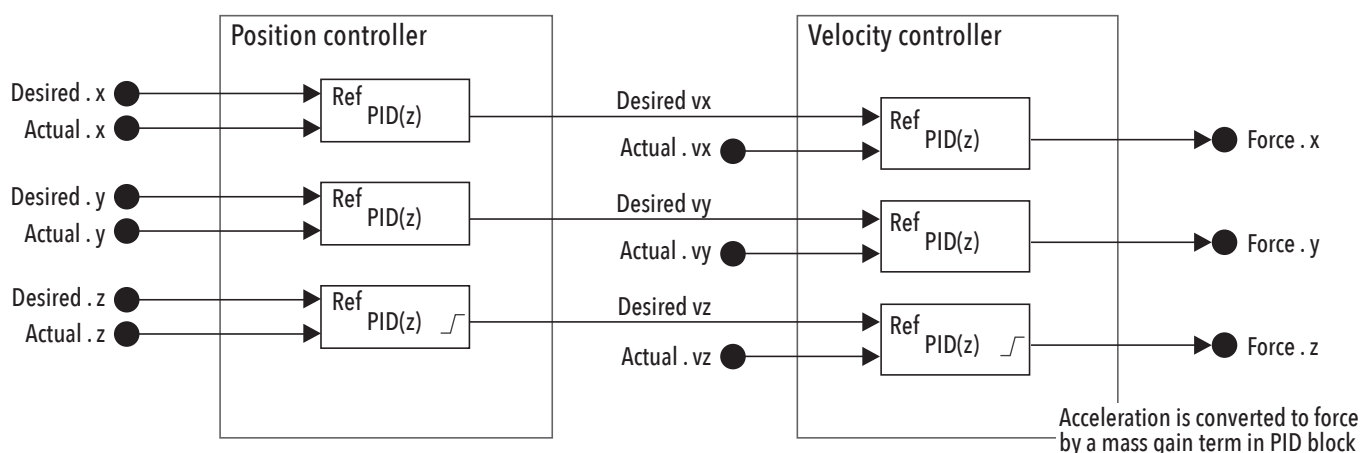 Position controller
Velocity controller
Desired . x
Actual . x
Ref
PID(z)
Desired vx
Actual . vx
Ref
PID(z)
Force . x
Desired . y
Actual . y
Ref
PID(z)
Desired vy
Actual . vy
Ref
PID(z)
Force . y
Desired . z
Actual . z
Ref
PID(z)
Desired vz
Actual . vz
Ref
PID(z)
Force . z
Acceleration is converted to force
by a mass gain term in PID block